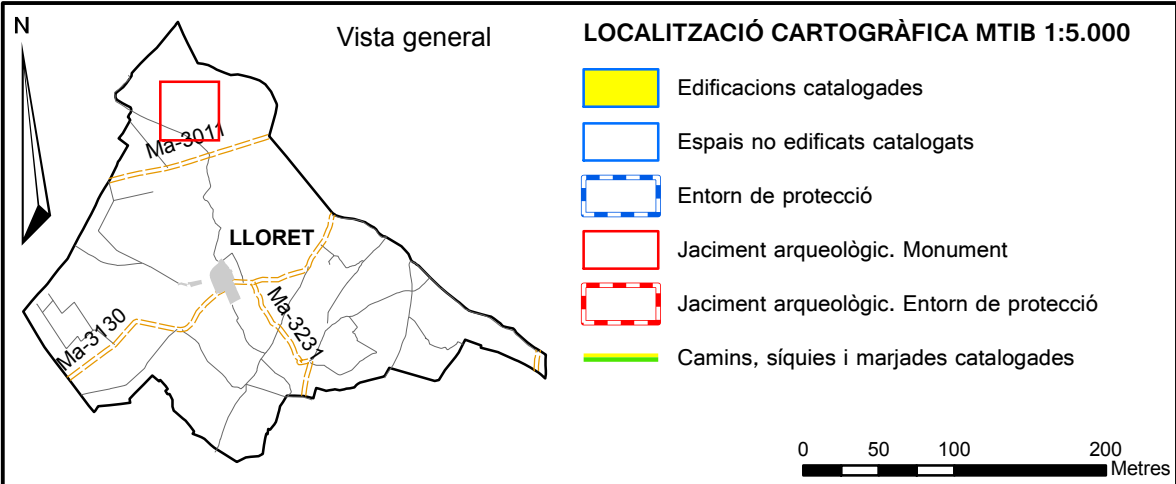 N
Vista general
Ma-3011
LLORET
Ma-3130
Ma-3231
LOCALITZACIÓ CARTOGRÀFICA MTIB 1:5.000
Edificacions catalogades
Espais no edificats catalogats
Entorn de protecció
Jaciment arqueològic. Monument
Jaciment arqueològic. Entorn de protecció
Camins, síquies i marjades catalogades
0 50 100 200
Metres